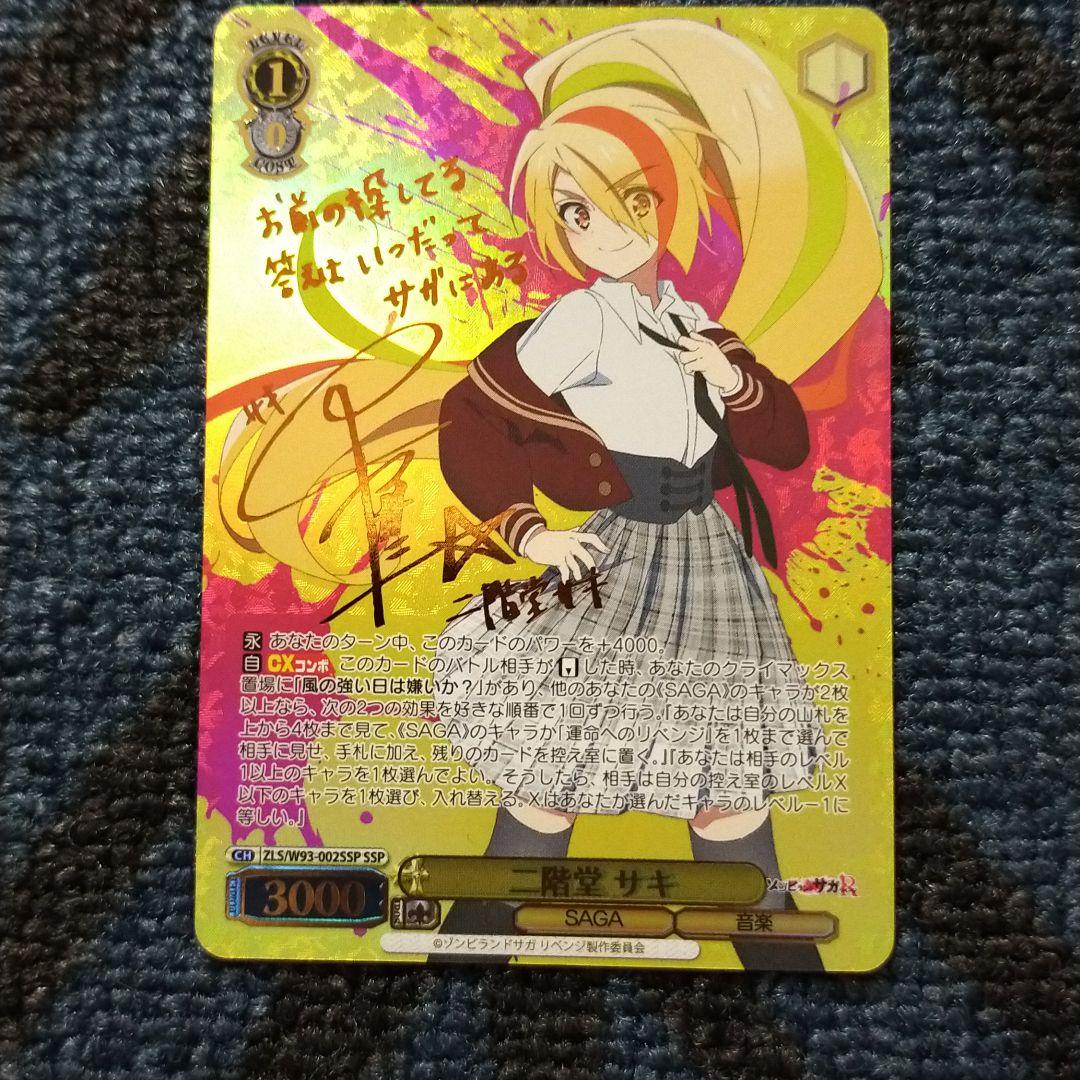 LEVEL
1
0
COST
お前の探してる
答えは いつだって
サガにある
サキ
二階堂サキ
永 あなたのターン中、このカードのパワーを+4000。
自 CXコンボ このカードのバトル相手が した時、あなたのクライマックス
置場に「風の強い日は嫌いか?」があり、他のあなたの《SAGA》のキャラが2枚
以上なら、次の2つの効果を好きな順番で1回ずつ行う。『あなたは自分の山札を
上から4枚まで見て、《SAGA》のキャラか「運命へのリベンジ」を1枚まで選んで
相手に見せ、手札に加え、残りのカードを控え室に置く。』『あなたは相手のレベル
1以上のキャラを1枚選んでよい。そうしたら、相手は自分の控え室のレベルX
以下のキャラを1枚選び、入れ替える。Xはあなたが選んだキャラのレベル－1に
等しい。』
CH ZLS/W93-002SSP SSP
3000
二階堂 サキ
ゾンビランドサガR
SAGA
音楽
©ゾンビランドサガ リベンジ製作委員会